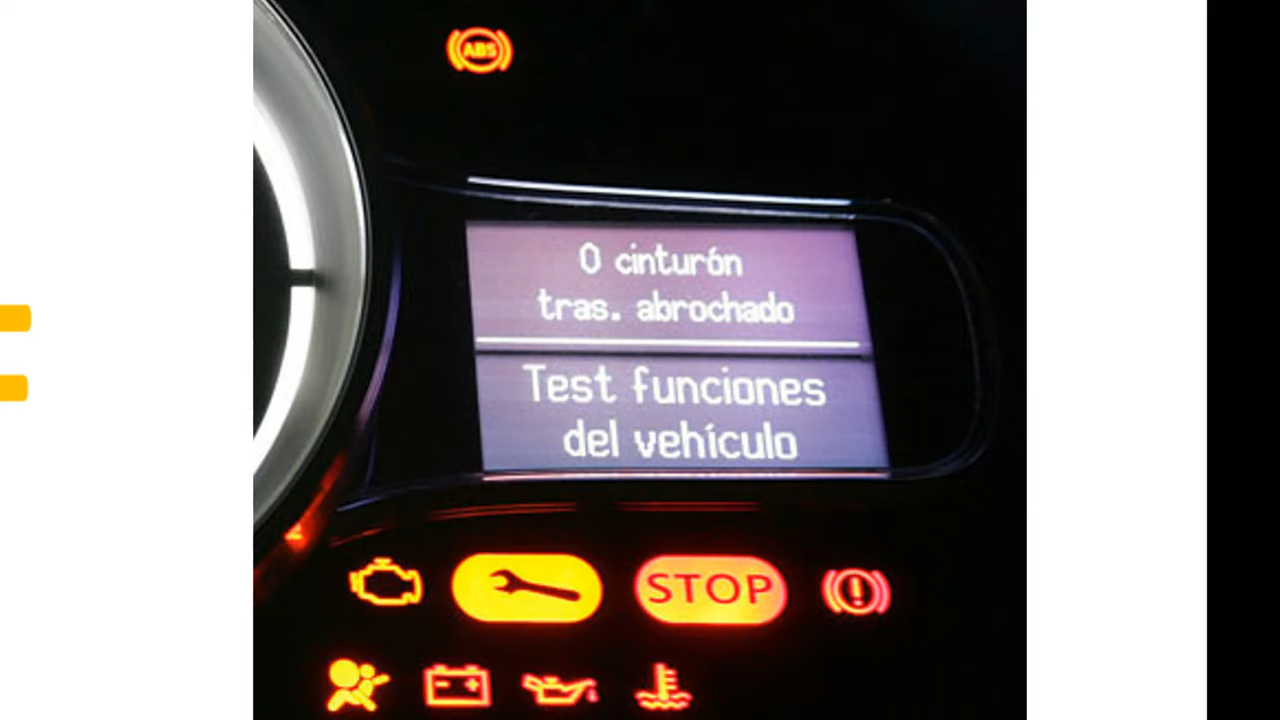 ABS
0 cinturón
tras. abrochado
Test funciones
del vehículo
STOP